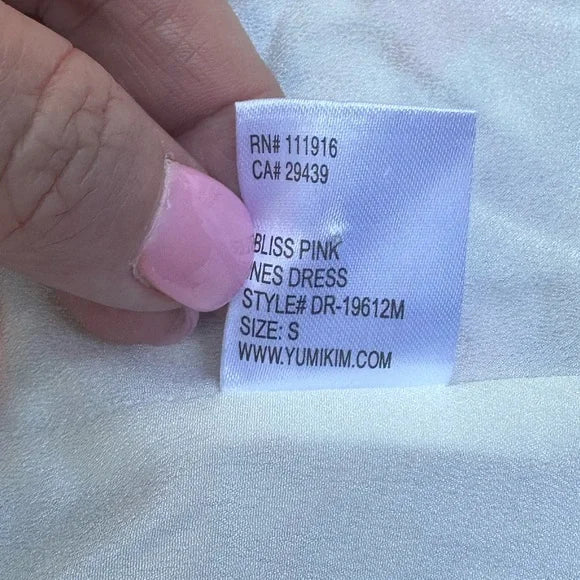 RN# 111916
CA# 29439
BLISS PINK
NES DRESS
STYLE# DR-19612M
SIZE: S
WWW.YUMIKIM.COM